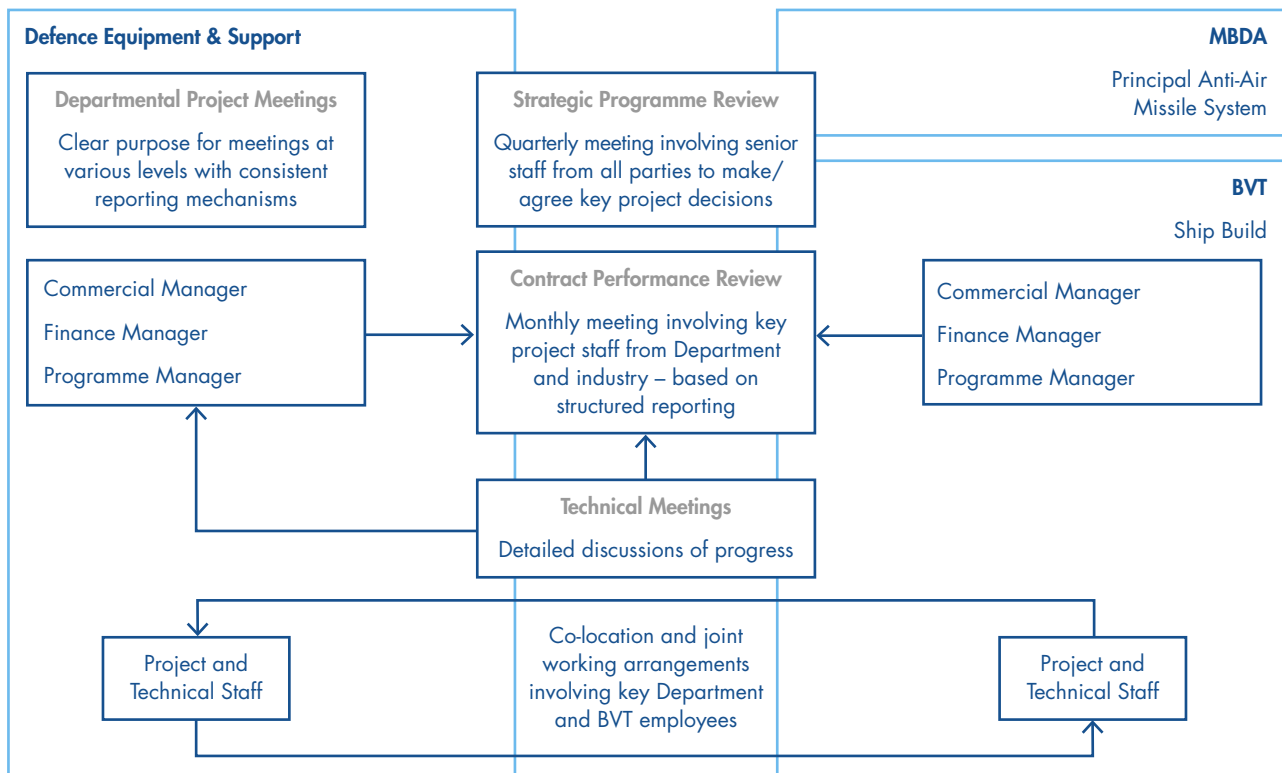 Defence Equipment & Support
Departmental Project Meetings
Clear purpose for meetings at
various levels with consistent
reporting mechanisms
Strategic Programme Review
Quarterly meeting involving senior
staff from all parties to make/
agree key project decisions
MBDA
Principal Anti-Air
Missile System
BVT
Ship Build
Commercial Manager
Finance Manager
Programme Manager
Contract Performance Review
Monthly meeting involving key
project staff from Department
and industry – based on
structured reporting
Commercial Manager
Finance Manager
Programme Manager
Technical Meetings
Detailed discussions of progress
Project and
Technical Staff
Co-location and joint
working arrangements
involving key Department
and BVT employees
Project and
Technical Staff